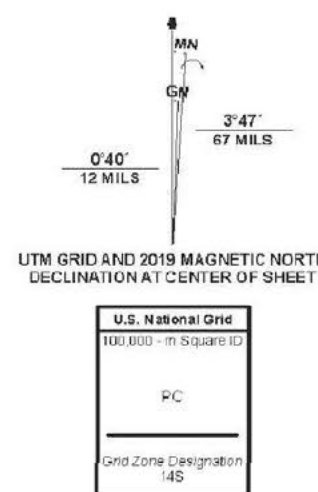 MN
GN
3°47´
67 MILS
0°40´
12 MILS
UTM GRID AND 2019 MAGNETIC NORTH
DECLINATION AT CENTER OF SHEET
U.S. National Grid
100,000 - m Square ID
PC
Grid Zone Designation
14S